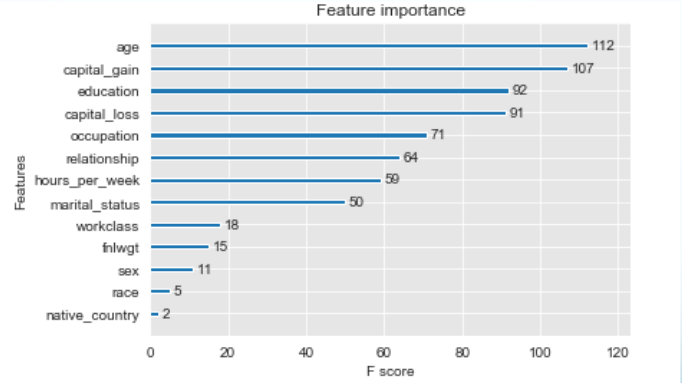 Feature importance
age 112
capital_gain 107
education 92
capital_loss 91
occupation 71
relationship 64
hours_per_week 59
marital_status 50
workclass 18
fnlwgt 15
sex 11
race 5
native_country 2
Features
0 20 40 60 80 100 120
F score